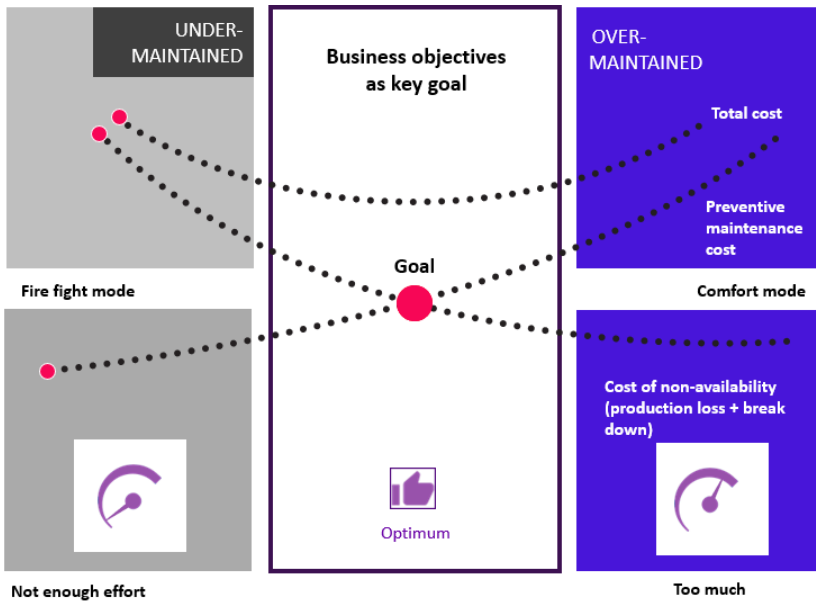 UNDER-
MAINTAINED
Business objectives
as key goal
OVER-
MAINTAINED
Total cost
Preventive
maintenance
cost
Goal
Fire fight mode
Comfort mode
Cost of non-availability
(production loss + break
down)
Optimum
Not enough effort
Too much